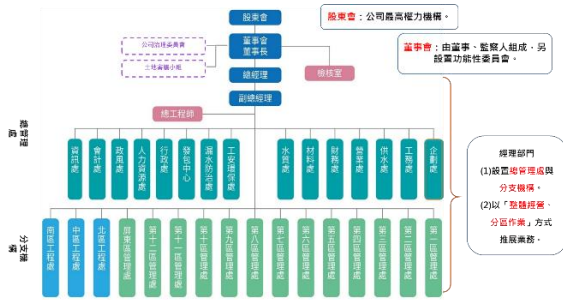 股東會
股東會：公司最高權力機構。
公司治理委員會
土地審議小組
董事會
董事長
董事會：由董事、監察人組成，另
設置功能性委員會。
總經理
檢核室
副總經理
總工程師
總管理處
資訊處
會計處
政風處
人力資源處
行政處
發包中心
漏水防治處
工安環保處
水質處
材料處
財務處
營業處
供水處
工務處
企劃處
經理部門
(1)設置總管理處與
分支機構。
(2)以「整體經營、
分區作業」方式
推展業務。
分支機構
南區工程處
中區工程處
北區工程處
屏東區管理處
第十二區管理處
第十一區管理處
第十區管理處
第九區管理處
第八區管理處
第七區管理處
第六區管理處
第五區管理處
第四區管理處
第三區管理處
第二區管理處
第一區管理處